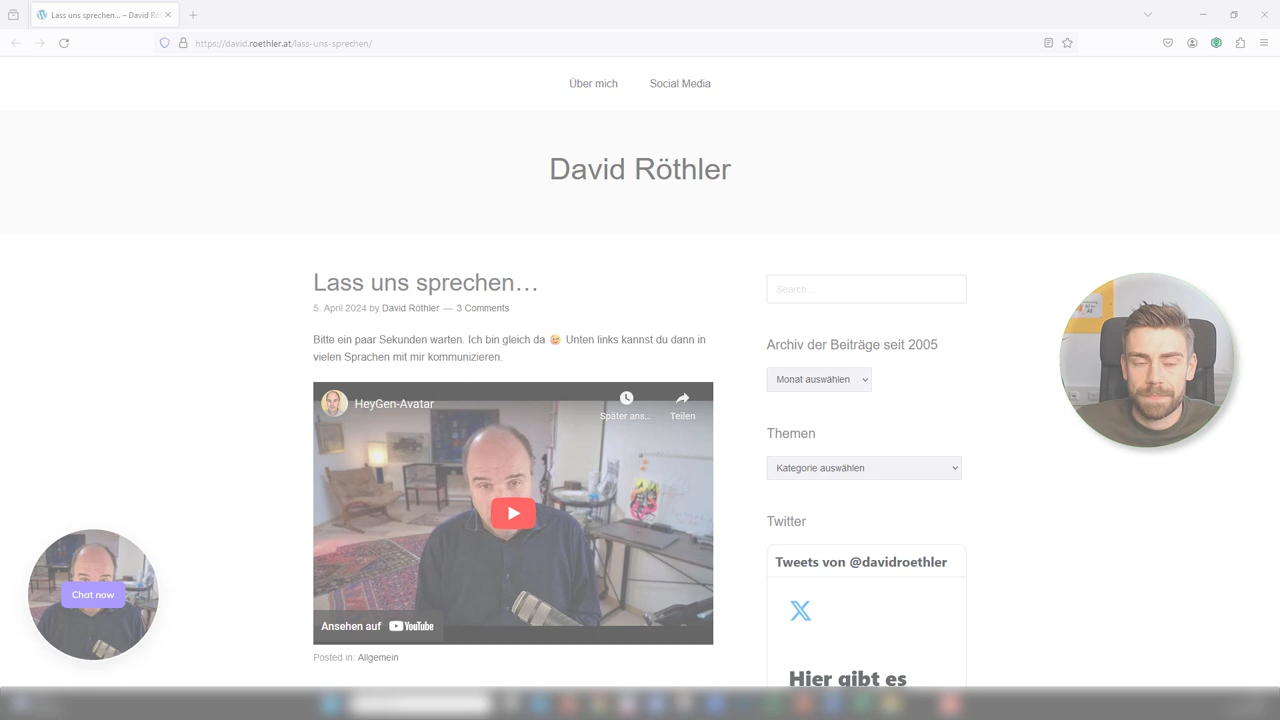 Lass uns sprechen... – David Rö
https://david.roethler.at/lass-uns-sprechen/
Über mich
Social Media
David Röthler
Lass uns sprechen…
5. April 2024 by David Röthler — 3 Comments
Bitte ein paar Sekunden warten. Ich bin gleich da 😅 Unten links kannst du dann in
vielen Sprachen mit mir kommunizieren.
HeyGen-Avatar
Später ans...
Teilen
Ansehen auf YouTube
Posted in: Allgemein
Chat now
Search…
Archiv der Beiträge seit 2005
Monat auswählen
Themen
Kategorie auswählen
Twitter
Tweets von @davidroethler
Hier gibt es